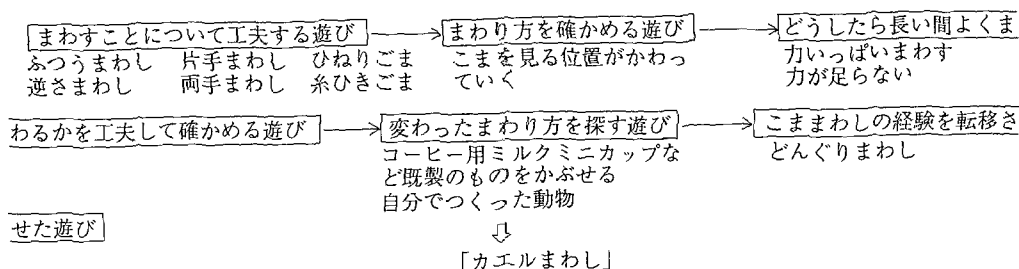 まわすことについて工夫する遊び → まわり方を確かめる遊び → どうしたら長い間よくま
ふつうまわし　片手まわし　ひねりごま　こまを見る位置がかわっ　力いっぱいまわす
逆さまわし　両手まわし　糸ひきごま　ていく　力が足らない
わるかを工夫して確かめる遊び → 変わったまわり方を探す遊び → こままわしの経験を転移さ
コーヒー用ミルクミニカップな　どんぐりまわし
ど既製のものをかぶせる
自分でつくった動物
せた遊び
⇩
「カエルまわし」